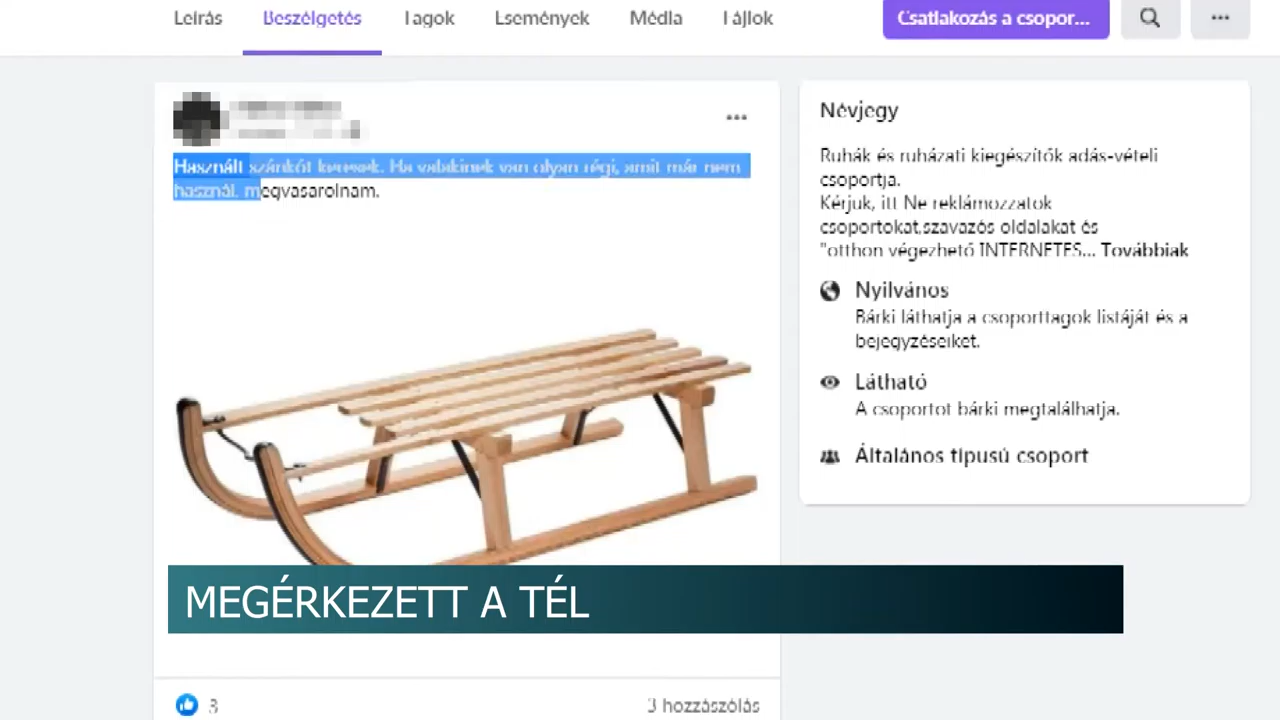 Leírás Beszélgetés Tagok Események Média Fájlok Csatlakozás a csopor...
Használt szánkót keresek. Ha valakinek van olyan régi, amit már nem
használ, megvasarolnam.
3
3 hozzászólás
Névjegy
Ruhák és ruházati kiegészítők adás-vételi
csoportja.
Kérjuk, itt Ne reklámozzatok
csoportokat,szavazós oldalakat és
"otthon végezhető INTERNETES... Továbbiak
Nyilvános
Bárki láthatja a csoporttagok listáját és a
bejegyzéseiket.
Látható
A csoportot bárki megtalálhatja.
Általános típusú csoport
MEGÉRKEZETT A TÉL